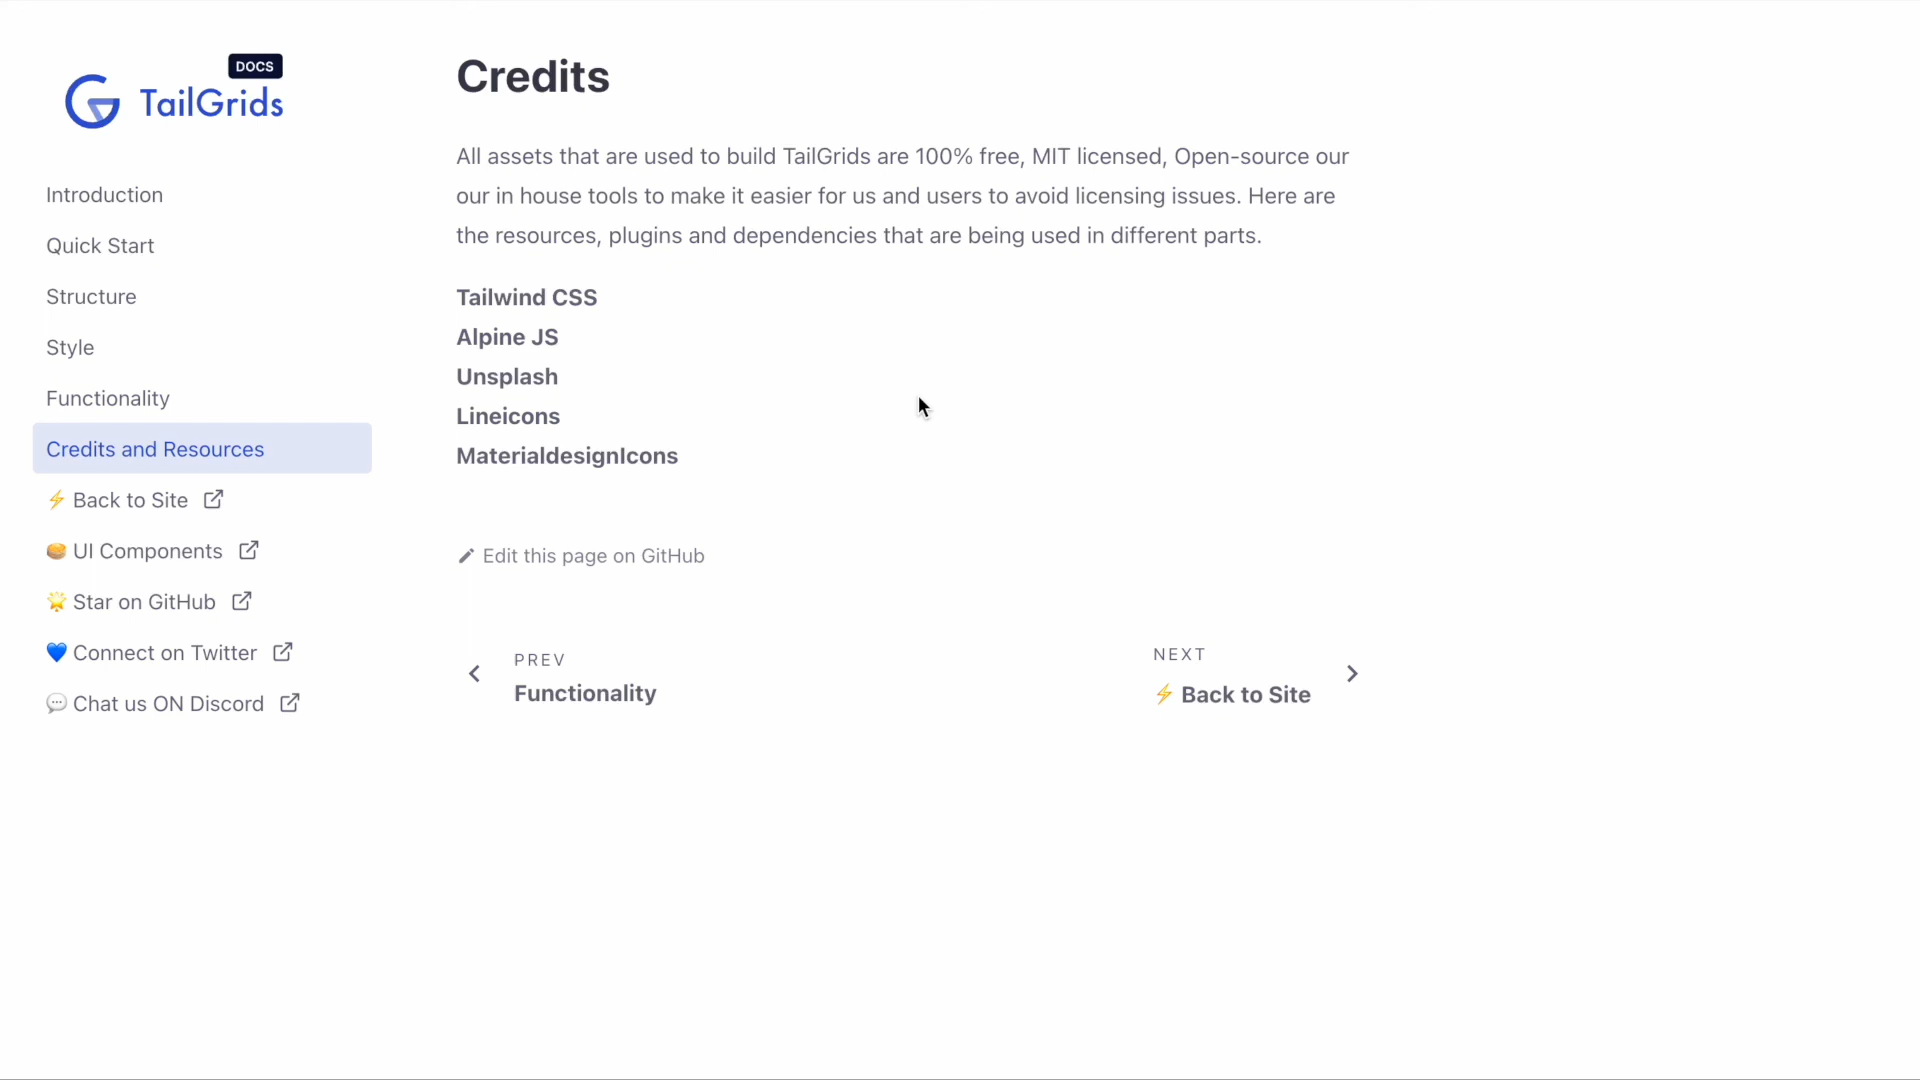 DOCS
TailGrids
Introduction
Quick Start
Structure
Style
Functionality
Credits and Resources
⚡ Back to Site
🥞 UI Components
🌟 Star on GitHub
💙 Connect on Twitter
💬 Chat us ON Discord
Credits
All assets that are used to build TailGrids are 100% free, MIT licensed, Open-source our
our in house tools to make it easier for us and users to avoid licensing issues. Here are
the resources, plugins and dependencies that are being used in different parts.
Tailwind CSS
Alpine JS
Unsplash
Lineicons
MaterialdesignIcons
Edit this page on GitHub
PREV
Functionality
NEXT
⚡ Back to Site